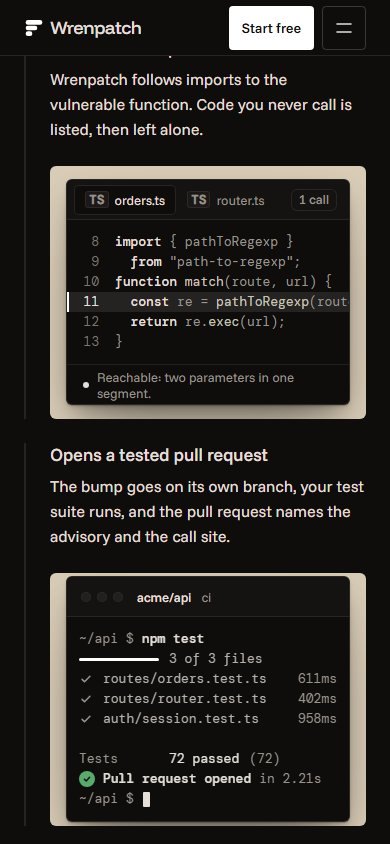 Wrenpatch
Start free
Wrenpatch follows imports to the
vulnerable function. Code you never call is
listed, then left alone.
TS orders.ts
TS router.ts
1 call
8 import { pathToRegexp }
9 from "path-to-regexp";
10 function match(route, url) {
11 const re = pathToRegexp(rout
12 return re.exec(url);
13 }
Reachable: two parameters in one
segment.
Opens a tested pull request
The bump goes on its own branch, your test
suite runs, and the pull request names the
advisory and the call site.
acme/api ci
~/api $ npm test
3 of 3 files
✓ routes/orders.test.ts 611ms
✓ routes/router.test.ts 402ms
✓ auth/session.test.ts 958ms
Tests 72 passed (72)
Pull request opened in 2.21s
~/api $